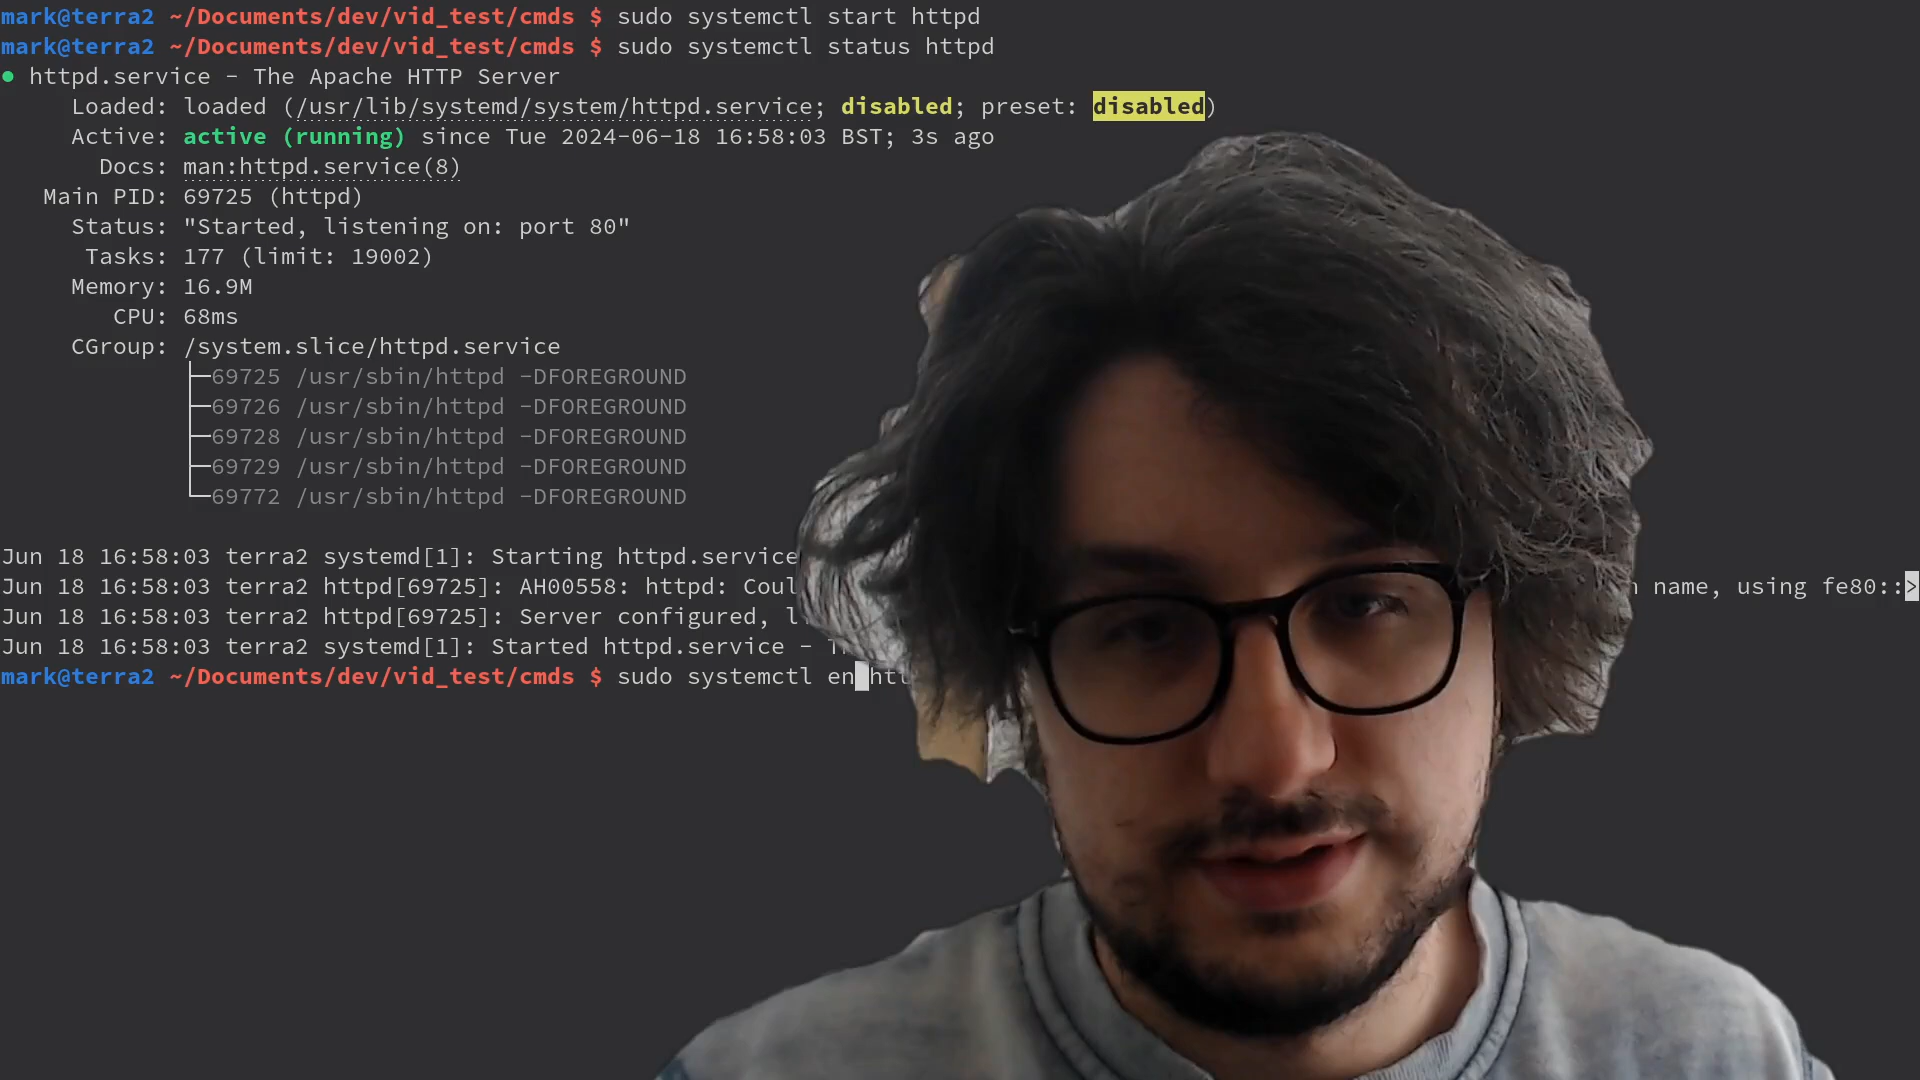 mark@terra2 ~/Documents/dev/vid_test/cmds $ sudo systemctl start httpd
mark@terra2 ~/Documents/dev/vid_test/cmds $ sudo systemctl status httpd
● httpd.service - The Apache HTTP Server
Loaded: loaded (/usr/lib/systemd/system/httpd.service; disabled; preset: disabled)
Active: active (running) since Tue 2024-06-18 16:58:03 BST; 3s ago
Docs: man:httpd.service(8)
Main PID: 69725 (httpd)
Status: "Started, listening on: port 80"
Tasks: 177 (limit: 19002)
Memory: 16.9M
CPU: 68ms
CGroup: /system.slice/httpd.service
├─69725 /usr/sbin/httpd -DFOREGROUND
├─69726 /usr/sbin/httpd -DFOREGROUND
├─69728 /usr/sbin/httpd -DFOREGROUND
├─69729 /usr/sbin/httpd -DFOREGROUND
└─69772 /usr/sbin/httpd -DFOREGROUND
Jun 18 16:58:03 terra2 systemd[1]: Starting httpd.service
Jun 18 16:58:03 terra2 httpd[69725]: AH00558: httpd: Coul name, using fe80::>
Jun 18 16:58:03 terra2 httpd[69725]: Server configured,
Jun 18 16:58:03 terra2 systemd[1]: Started httpd.service -
mark@terra2 ~/Documents/dev/vid_test/cmds $ sudo systemctl en htt